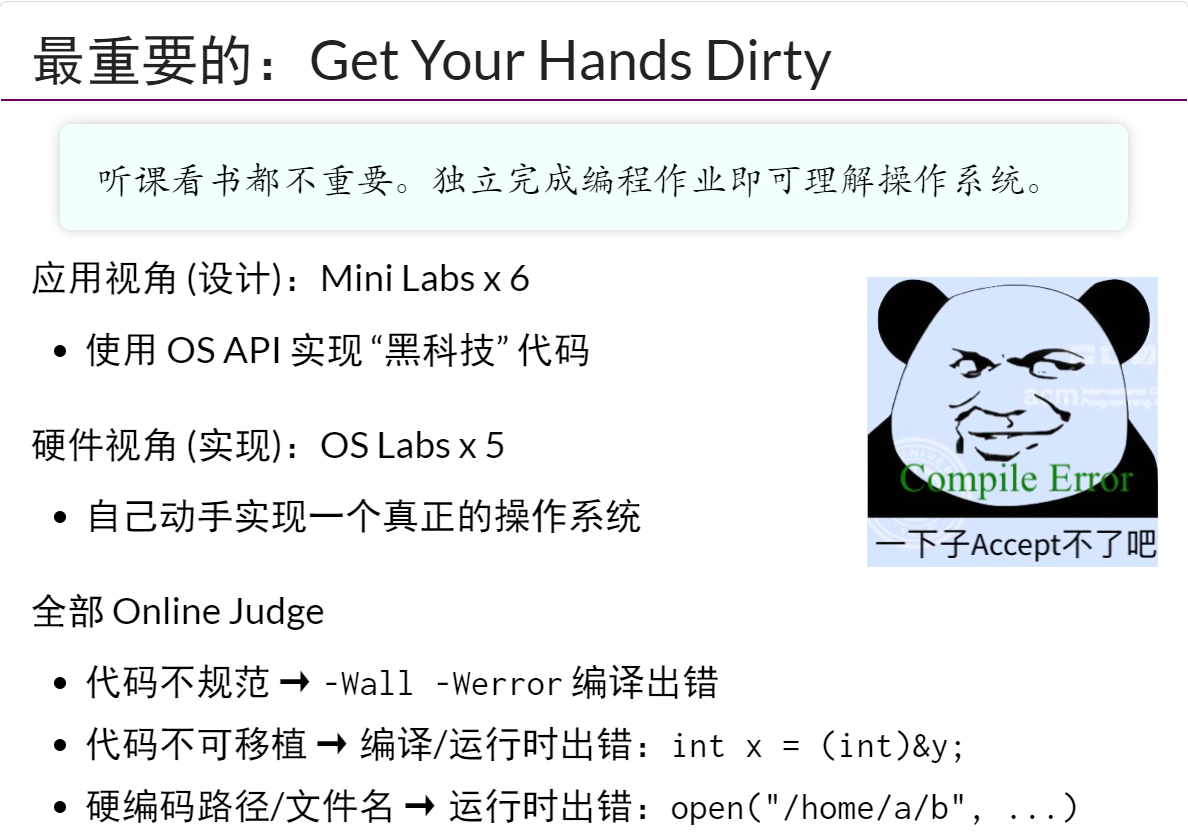 最重要的：Get Your Hands Dirty
听课看书都不重要。独立完成编程作业即可理解操作系统。
应用视角 (设计)：Mini Labs x 6
• 使用 OS API 实现 “黑科技” 代码
硬件视角 (实现)：OS Labs x 5
• 自己动手实现一个真正的操作系统
acm International C
Programming
Compile Error
一下子Accept不了吧
全部 Online Judge
• 代码不规范 ➞ -Wall -Werror 编译出错
• 代码不可移植 ➞ 编译/运行时出错：int x = (int)&y;
• 硬编码路径/文件名 ➞ 运行时出错：open("/home/a/b", ...)